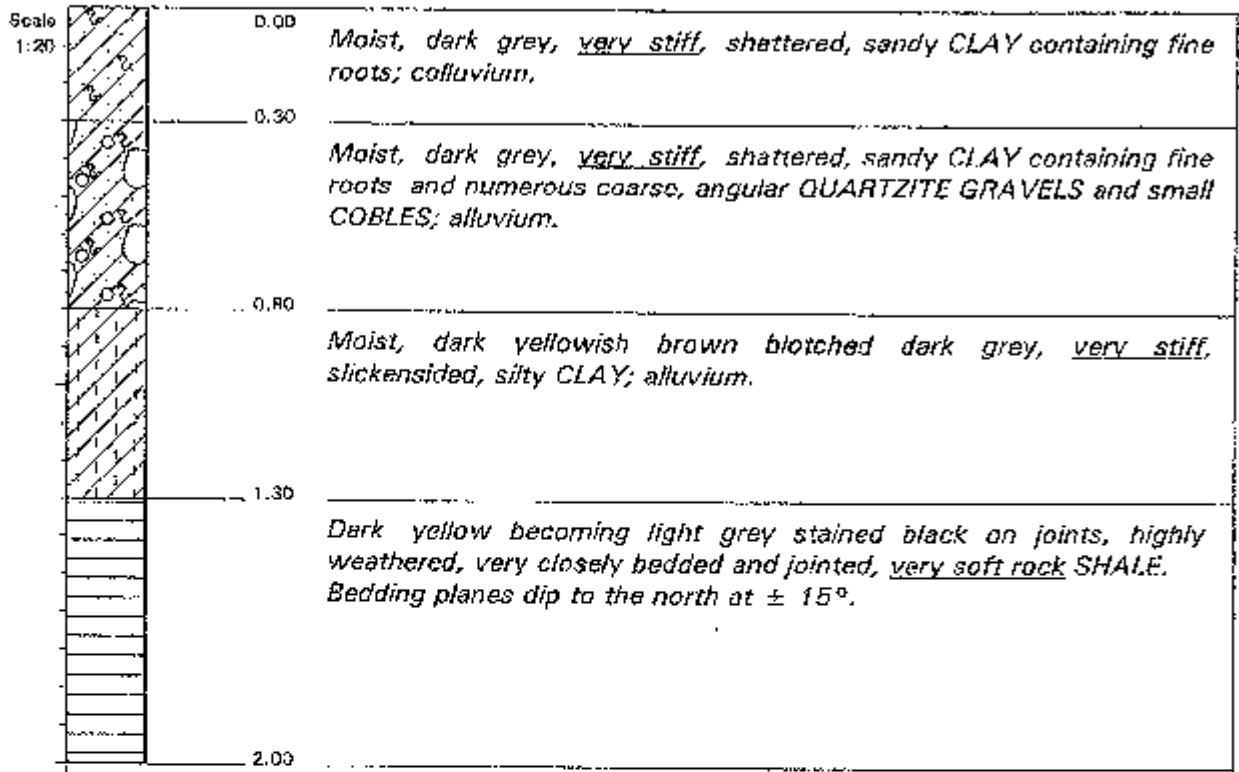 Scale
1:20
0.00
Moist, dark grey, very stiff, shattered, sandy CLAY containing fine
roots; colluvium.
0.30
Moist, dark grey, very stiff, shattered, sandy CLAY containing fine
roots and numerous coarse, angular QUARTZITE GRAVELS and small
COBLES; alluvium.
0.80
Moist, dark yellowish brown blotched dark grey, very stiff,
slickensided, silty CLAY; alluvium.
1.30
Dark yellow becoming light grey stained black on joints, highly
weathered, very closely bedded and jointed, very soft rock SHALE.
Bedding planes dip to the north at ± 15º.
2.00